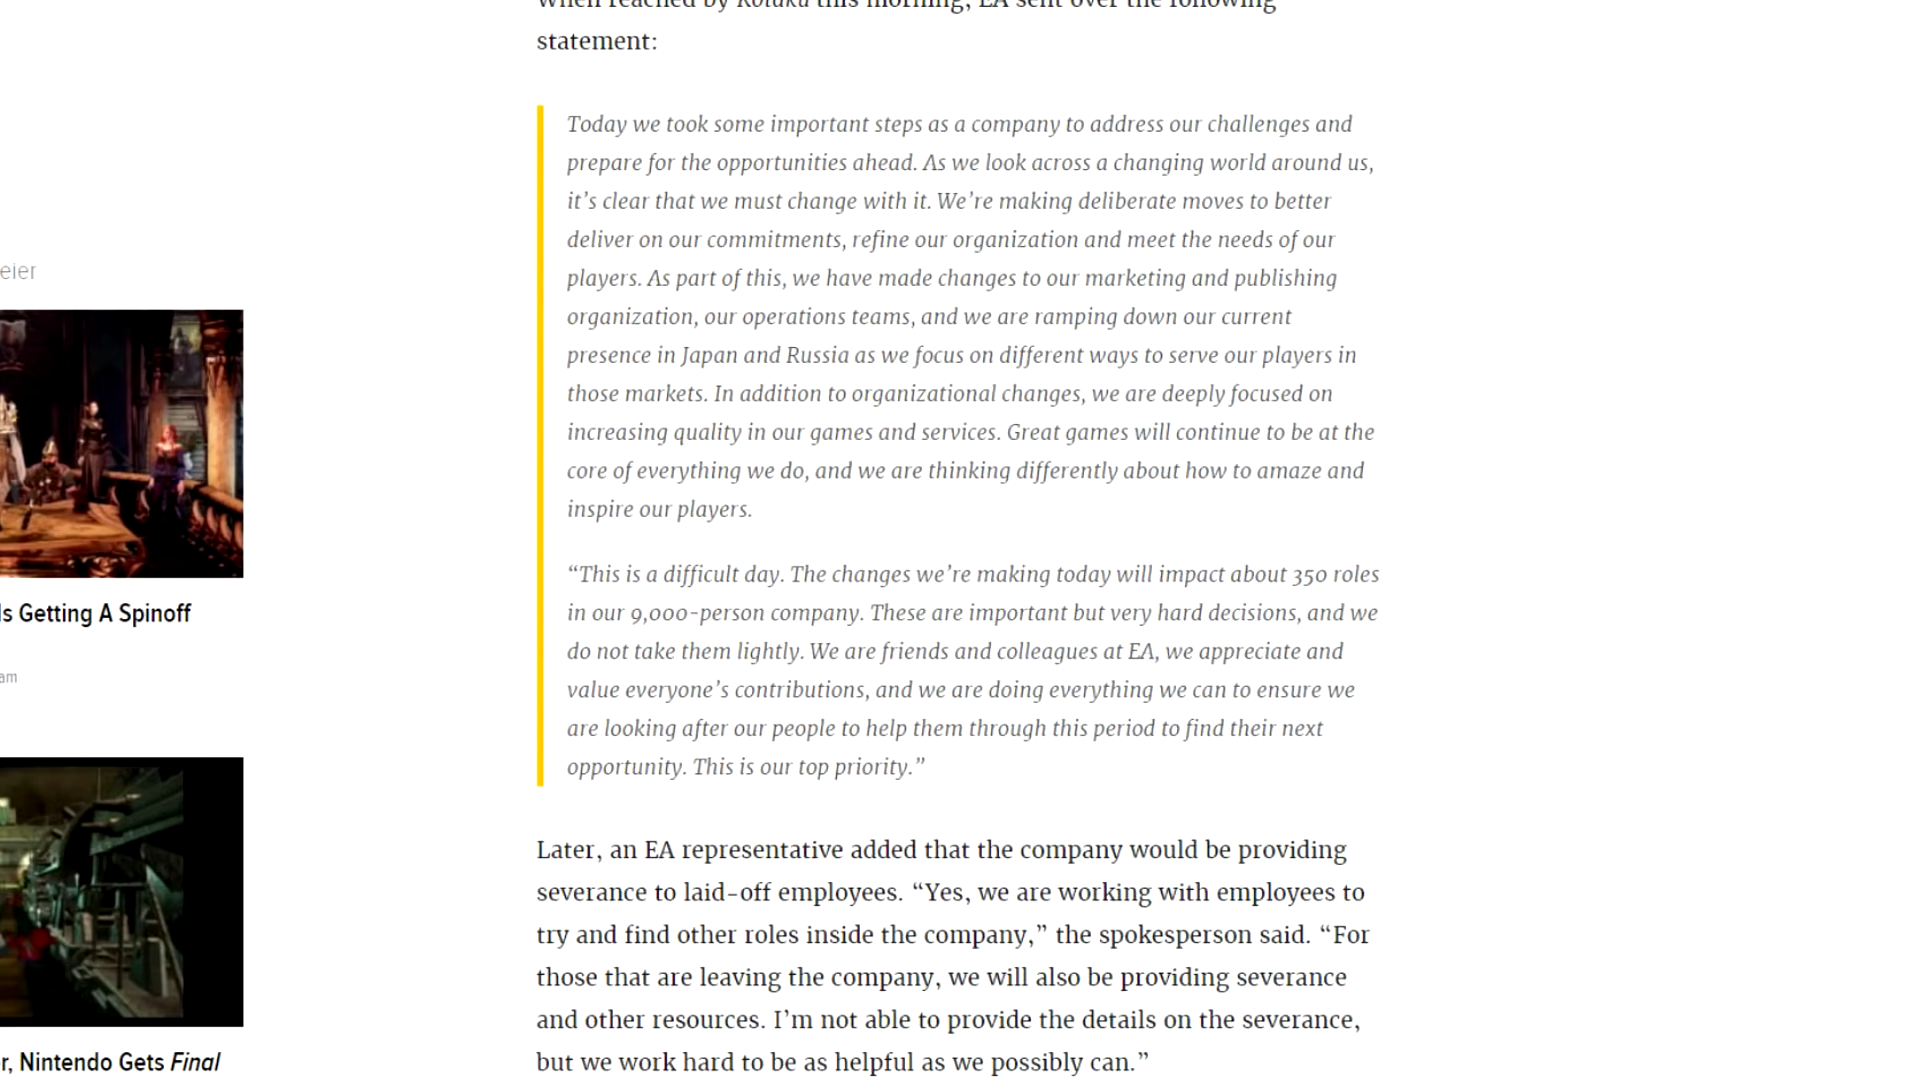 When reached by Kotaku this morning, EA sent over the following
statement:
Today we took some important steps as a company to address our challenges and
prepare for the opportunities ahead. As we look across a changing world around us,
it’s clear that we must change with it. We’re making deliberate moves to better
deliver on our commitments, refine our organization and meet the needs of our
players. As part of this, we have made changes to our marketing and publishing
organization, our operations teams, and we are ramping down our current
presence in Japan and Russia as we focus on different ways to serve our players in
those markets. In addition to organizational changes, we are deeply focused on
increasing quality in our games and services. Great games will continue to be at the
core of everything we do, and we are thinking differently about how to amaze and
inspire our players.
“This is a difficult day. The changes we’re making today will impact about 350 roles
in our 9,000-person company. These are important but very hard decisions, and we
do not take them lightly. We are friends and colleagues at EA, we appreciate and
value everyone’s contributions, and we are doing everything we can to ensure we
are looking after our people to help them through this period to find their next
opportunity. This is our top priority.”
Later, an EA representative added that the company would be providing
severance to laid-off employees. “Yes, we are working with employees to
try and find other roles inside the company,” the spokesperson said. “For
those that are leaving the company, we will also be providing severance
and other resources. I’m not able to provide the details on the severance,
but we work hard to be as helpful as we possibly can.”
eier
Is Getting A Spinoff
am
r, Nintendo Gets Final